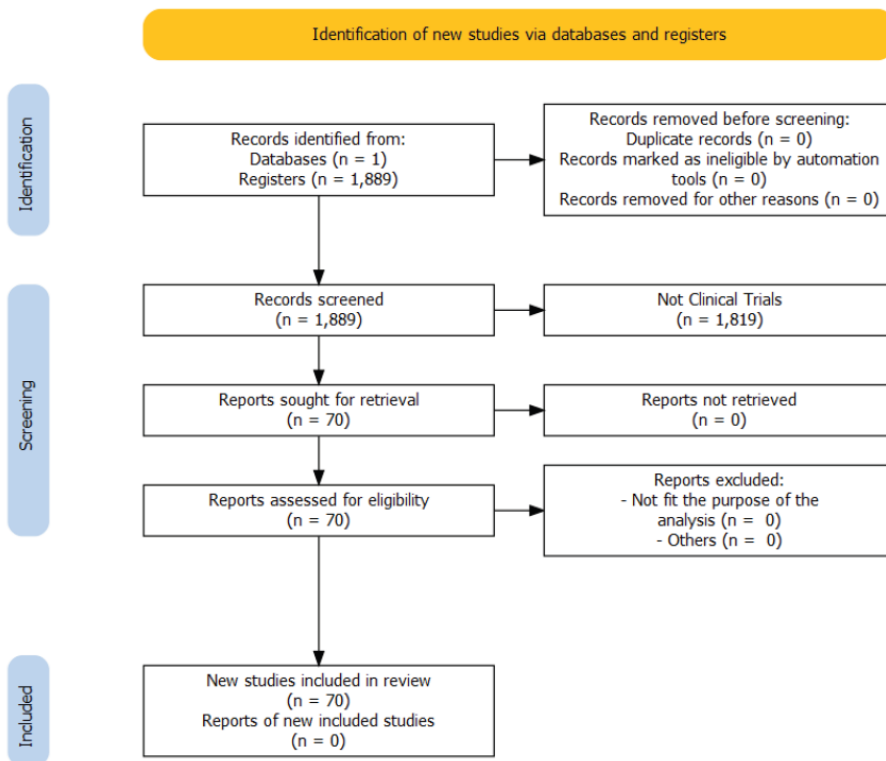 Identification of new studies via databases and registers
Identification
Records identified from:
Databases (n = 1)
Registers (n = 1,889)
Records removed before screening:
Duplicate records (n = 0)
Records marked as ineligible by automation
tools (n = 0)
Records removed for other reasons (n = 0)
Screening
Records screened
(n = 1,889)
Not Clinical Trials
(n = 1,819)
Reports sought for retrieval
(n = 70)
Reports not retrieved
(n = 0)
Reports assessed for eligibility
(n = 70)
Reports excluded:
- Not fit the purpose of the
analysis (n = 0)
- Others (n = 0)
Included
New studies included in review
(n = 70)
Reports of new included studies
(n = 0)